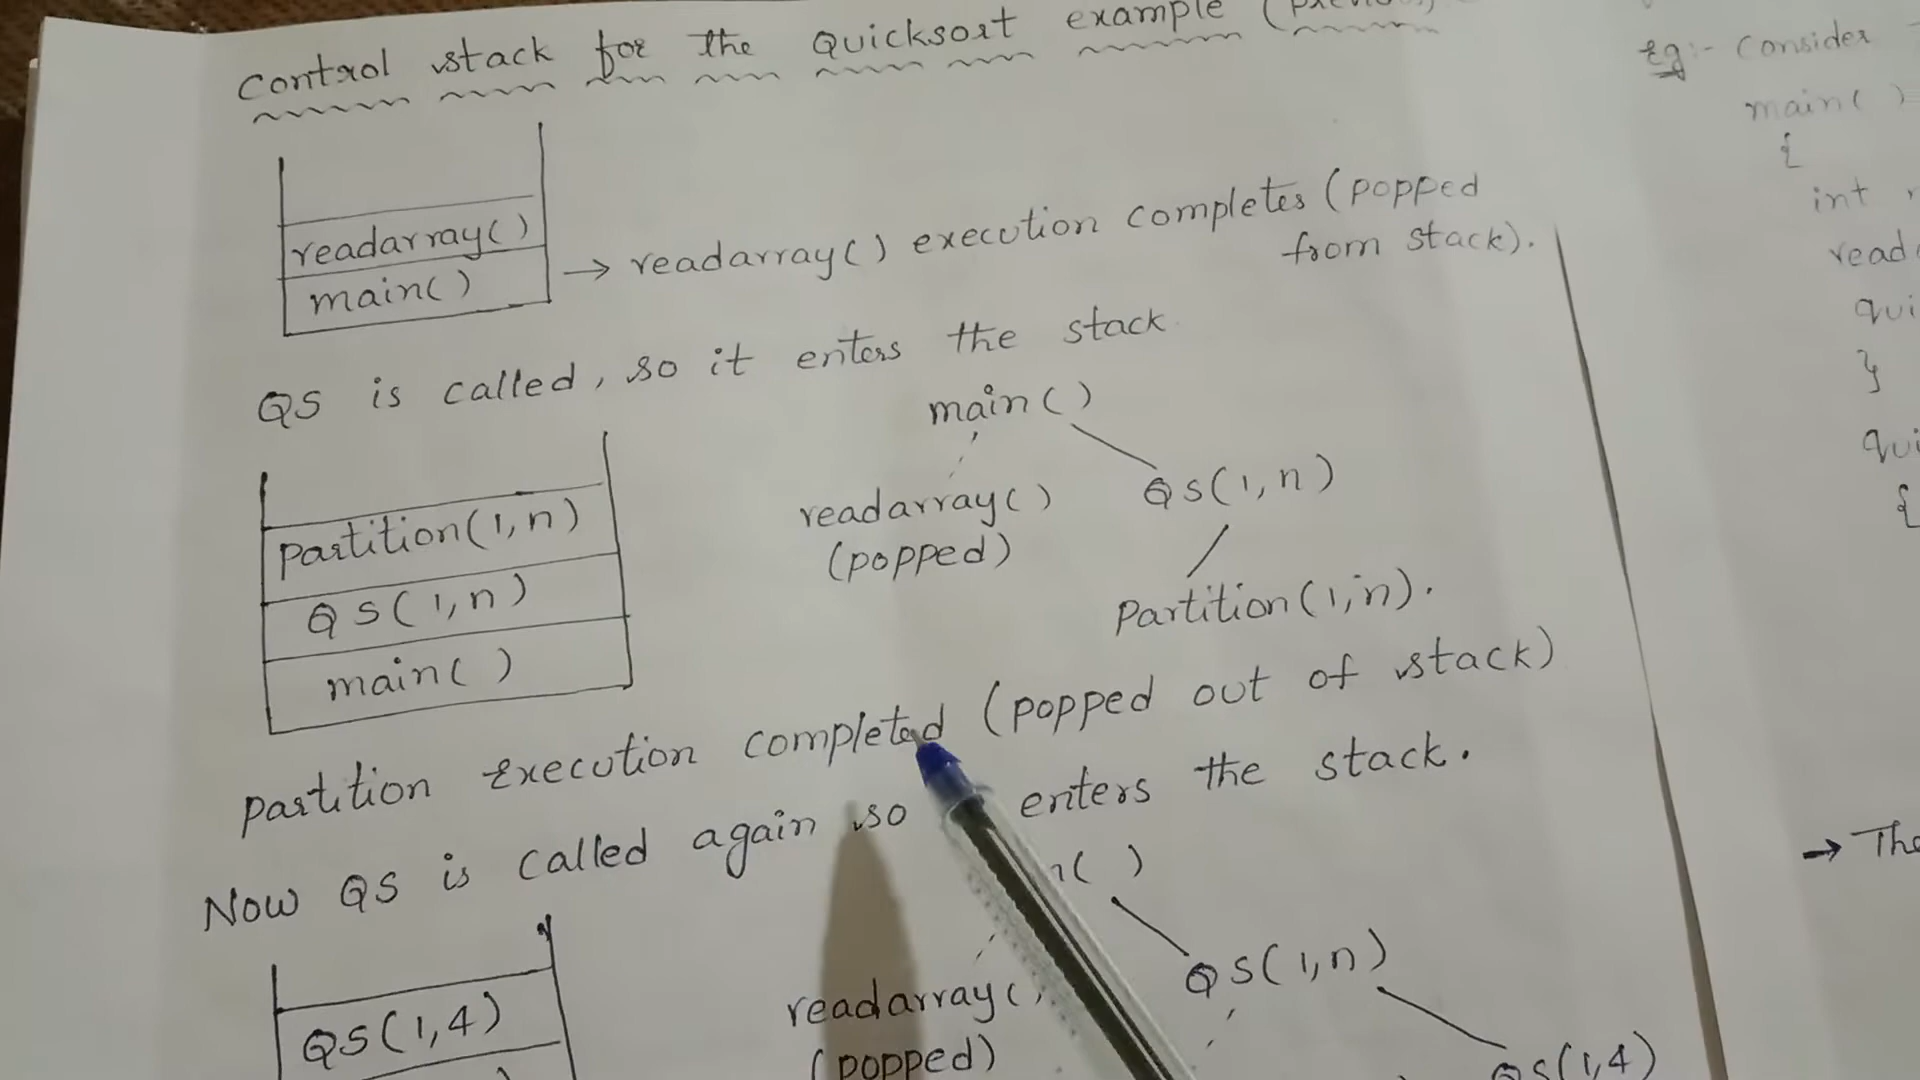 Control stack for the Quicksort example (
readarray()
main()
→ readarray() execution completes (popped
from stack).
QS is called, so it enters the stack
Partition(1,n)
QS(1,n)
main()
main()
readarray()
(popped)
QS(1,n)
Partition(1,n).
partition execution completed (popped out of stack)
Now QS is called again so enters the stack.
QS(1,4)
( )
readarray(
(popped)
QS(1,n)
QS(1,4)
eg:- Consider
main( )
{
int
}
{
→